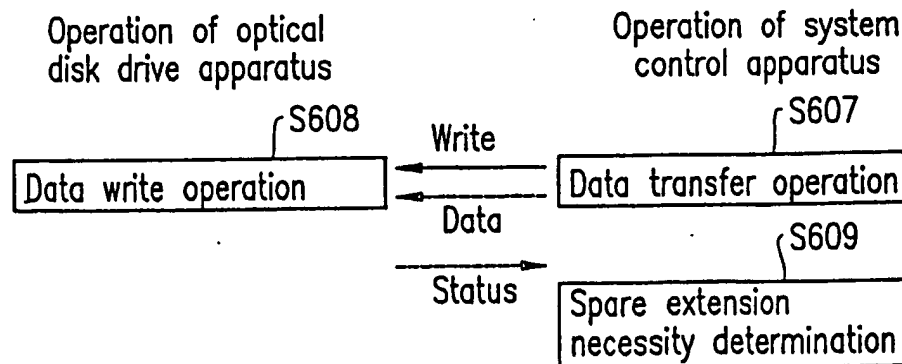 Operation of optical
disk drive apparatus
Operation of system
control apparatus
S608
S607
Write
Data write operation
Data transfer operation
Data
S609
Status
Spare extension
necessity determination